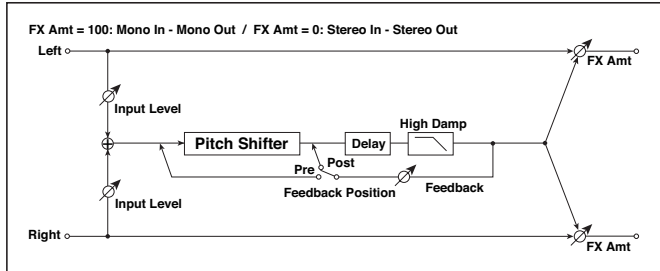 FX Amt = 100: Mono In - Mono Out / FX Amt = 0: Stereo In - Stereo Out
Left
FX Amt
Input Level
High Damp
Pitch Shifter
Delay
Post
Pre
Feedback Position
Feedback
Input Level
Right
FX Amt